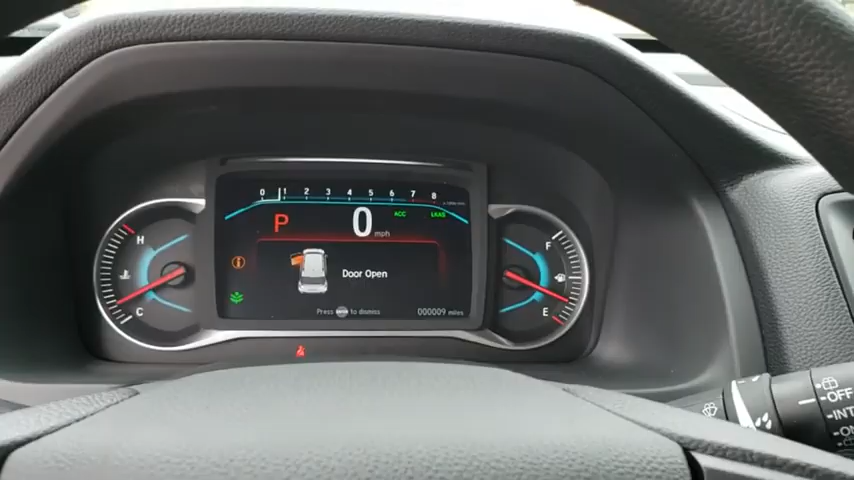 0 1 2 3 4 5 6 7 8
P 0 mph
ACC LKAS
H
C
F
E
i
Door Open
Press ENTER to dismiss
000009 miles
OFF
INT